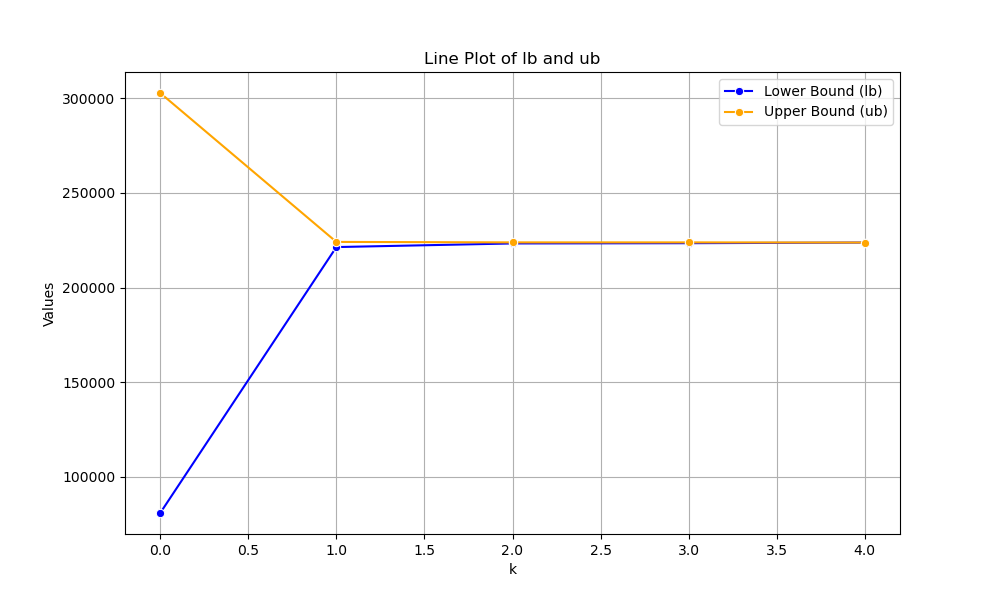 Line Plot of lb and ub
Lower Bound (lb)
Upper Bound (ub)
300000
250000
200000
150000
100000
Values
0.0 0.5 1.0 1.5 2.0 2.5 3.0 3.5 4.0
k